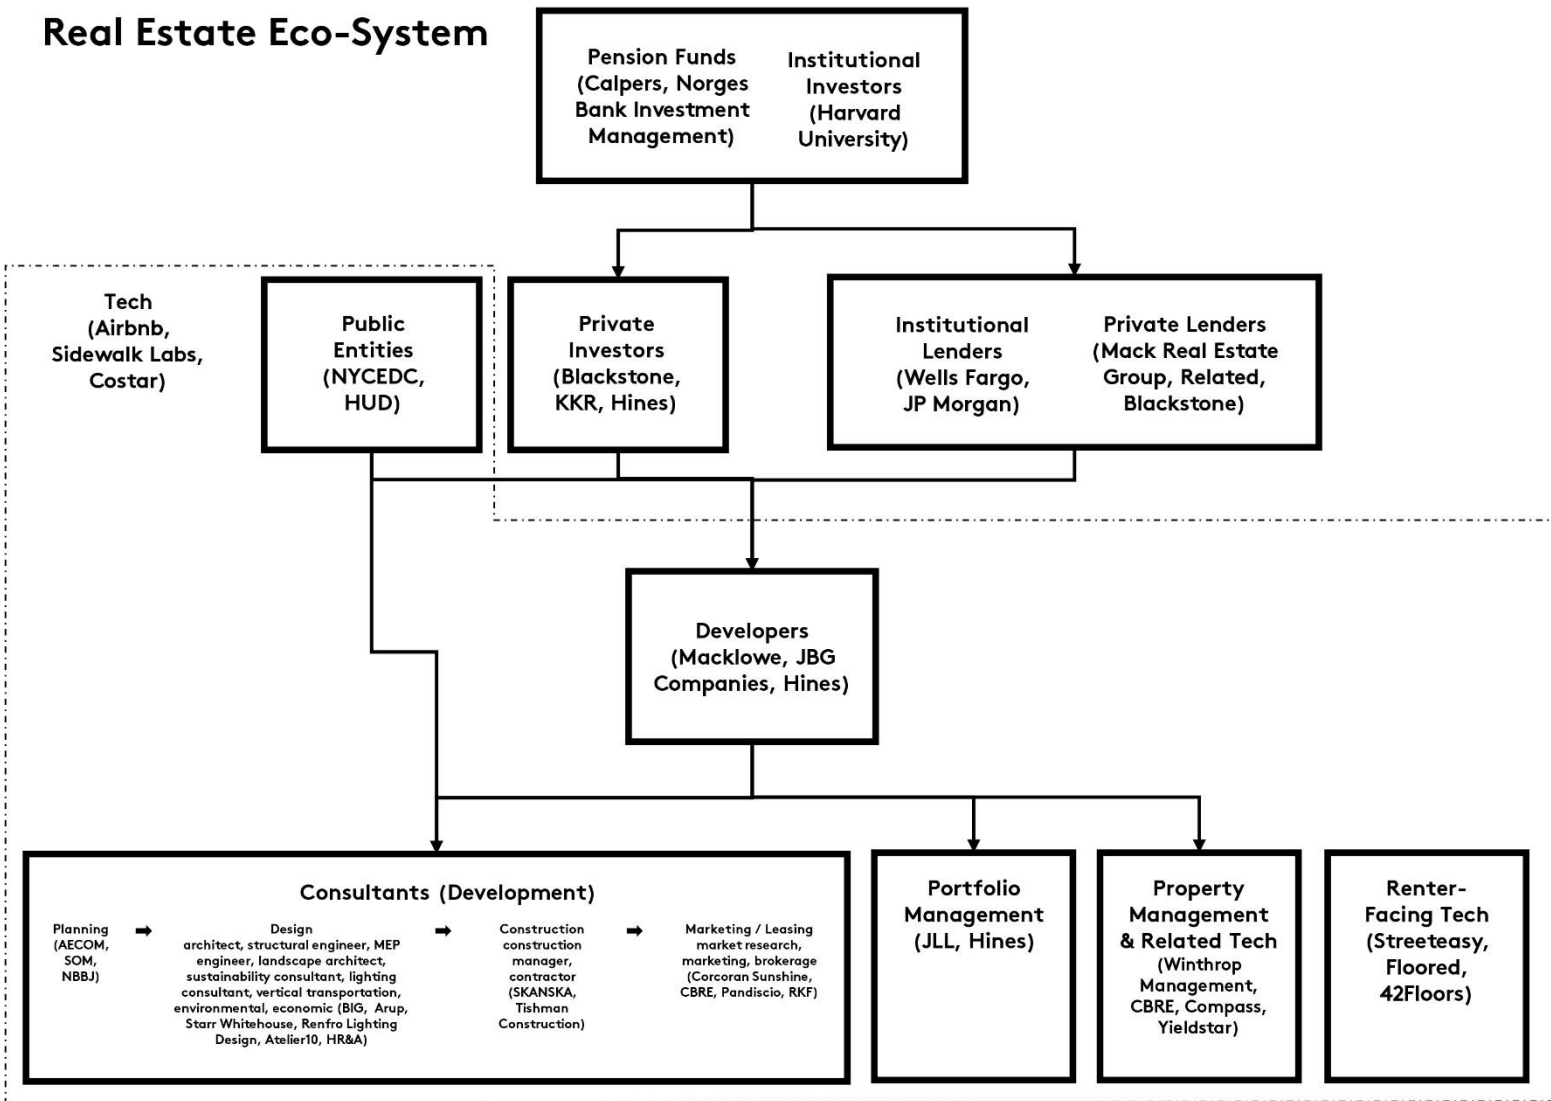 Real Estate Eco-System
Pension Funds
(Calpers, Norges
Bank Investment
Management)
Institutional
Investors
(Harvard
University)
Tech
(Airbnb,
Sidewalk Labs,
Costar)
Public
Entities
(NYCEDC,
HUD)
Private
Investors
(Blackstone,
KKR, Hines)
Institutional
Lenders
(Wells Fargo,
JP Morgan)
Private Lenders
(Mack Real Estate
Group, Related,
Blackstone)
Developers
(Macklowe, JBG
Companies, Hines)
Consultants (Development)
Planning
(AECOM,
SOM,
NBBJ)
Design
architect, structural engineer, MEP
engineer, landscape architect,
sustainability consultant, lighting
consultant, vertical transportation,
environmental, economic (BIG, Arup,
Starr Whitehouse, Renfro Lighting
Design, Atelier10, HR&A)
Construction
construction
manager,
contractor
(SKANSKA,
Tishman
Construction)
Marketing / Leasing
market research,
marketing, brokerage
(Corcoran Sunshine,
CBRE, Pandiscio, RKF)
Portfolio
Management
(JLL, Hines)
Property
Management
& Related Tech
(Winthrop
Management,
CBRE, Compass,
Yieldstar)
Renter-
Facing Tech
(Streeteasy,
Floored,
42Floors)